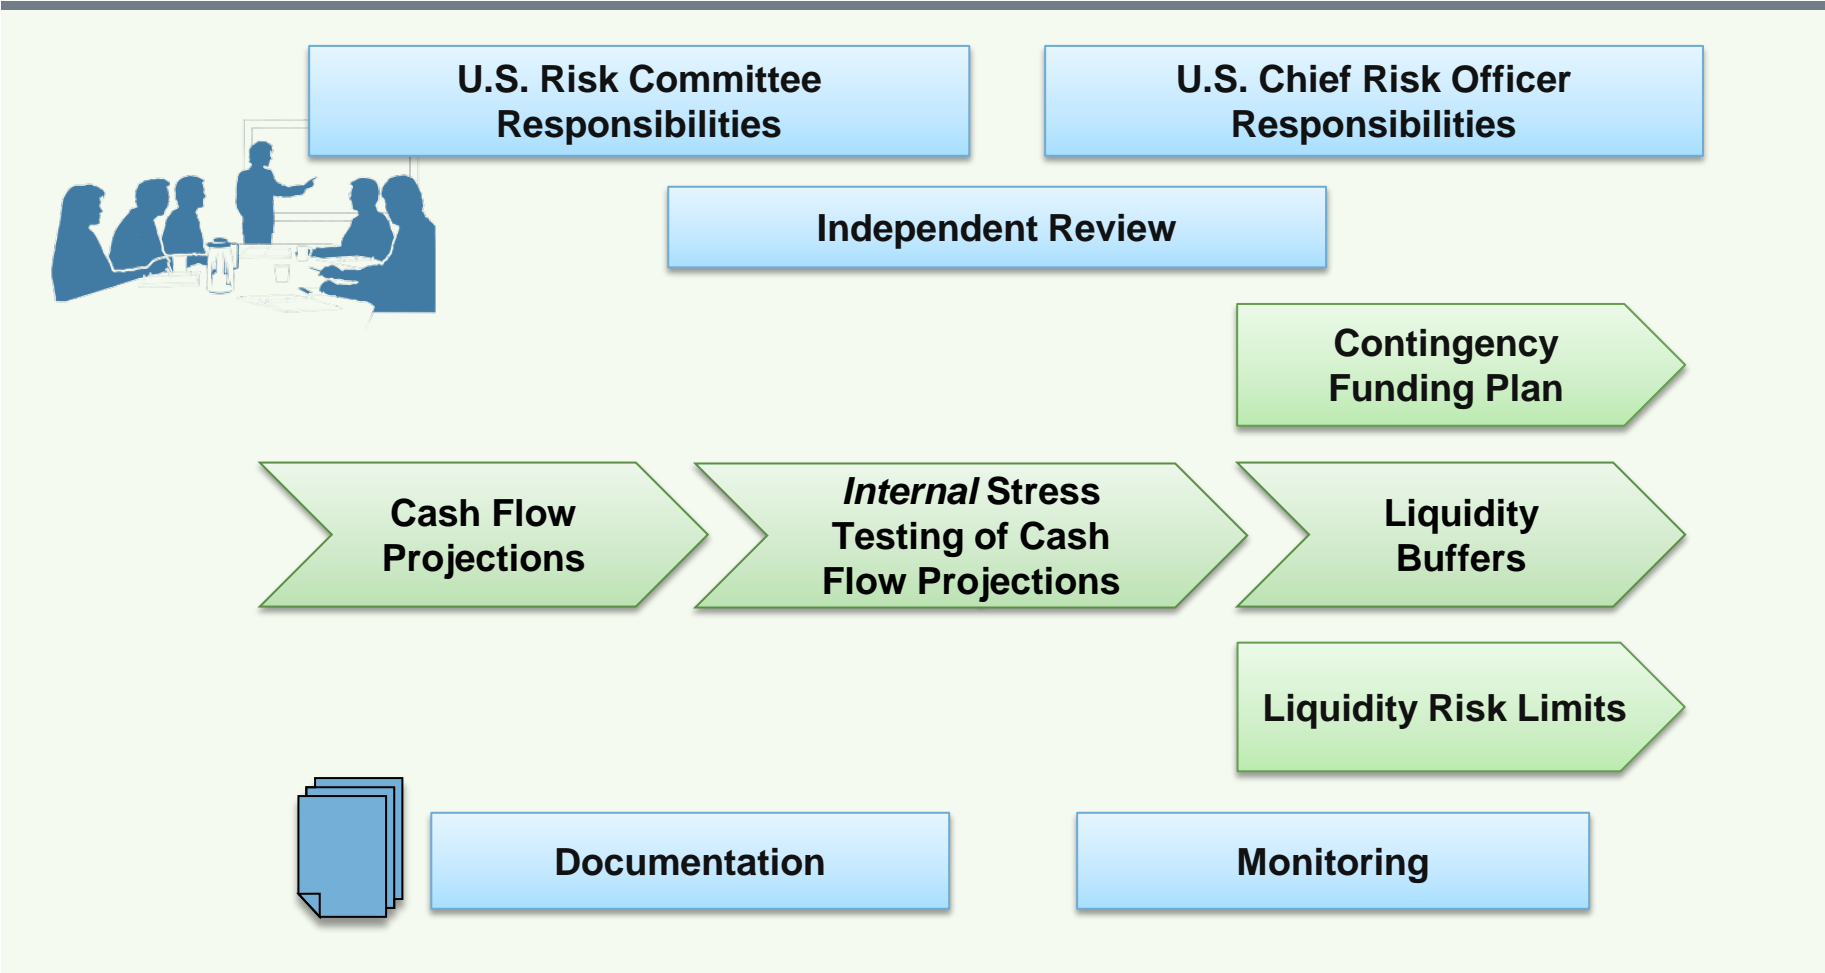 U.S. Risk Committee
Responsibilities
U.S. Chief Risk Officer
Responsibilities
Independent Review
Contingency
Funding Plan
Cash Flow
Projections
Internal Stress
Testing of Cash
Flow Projections
Liquidity
Buffers
Liquidity Risk Limits
Documentation
Monitoring